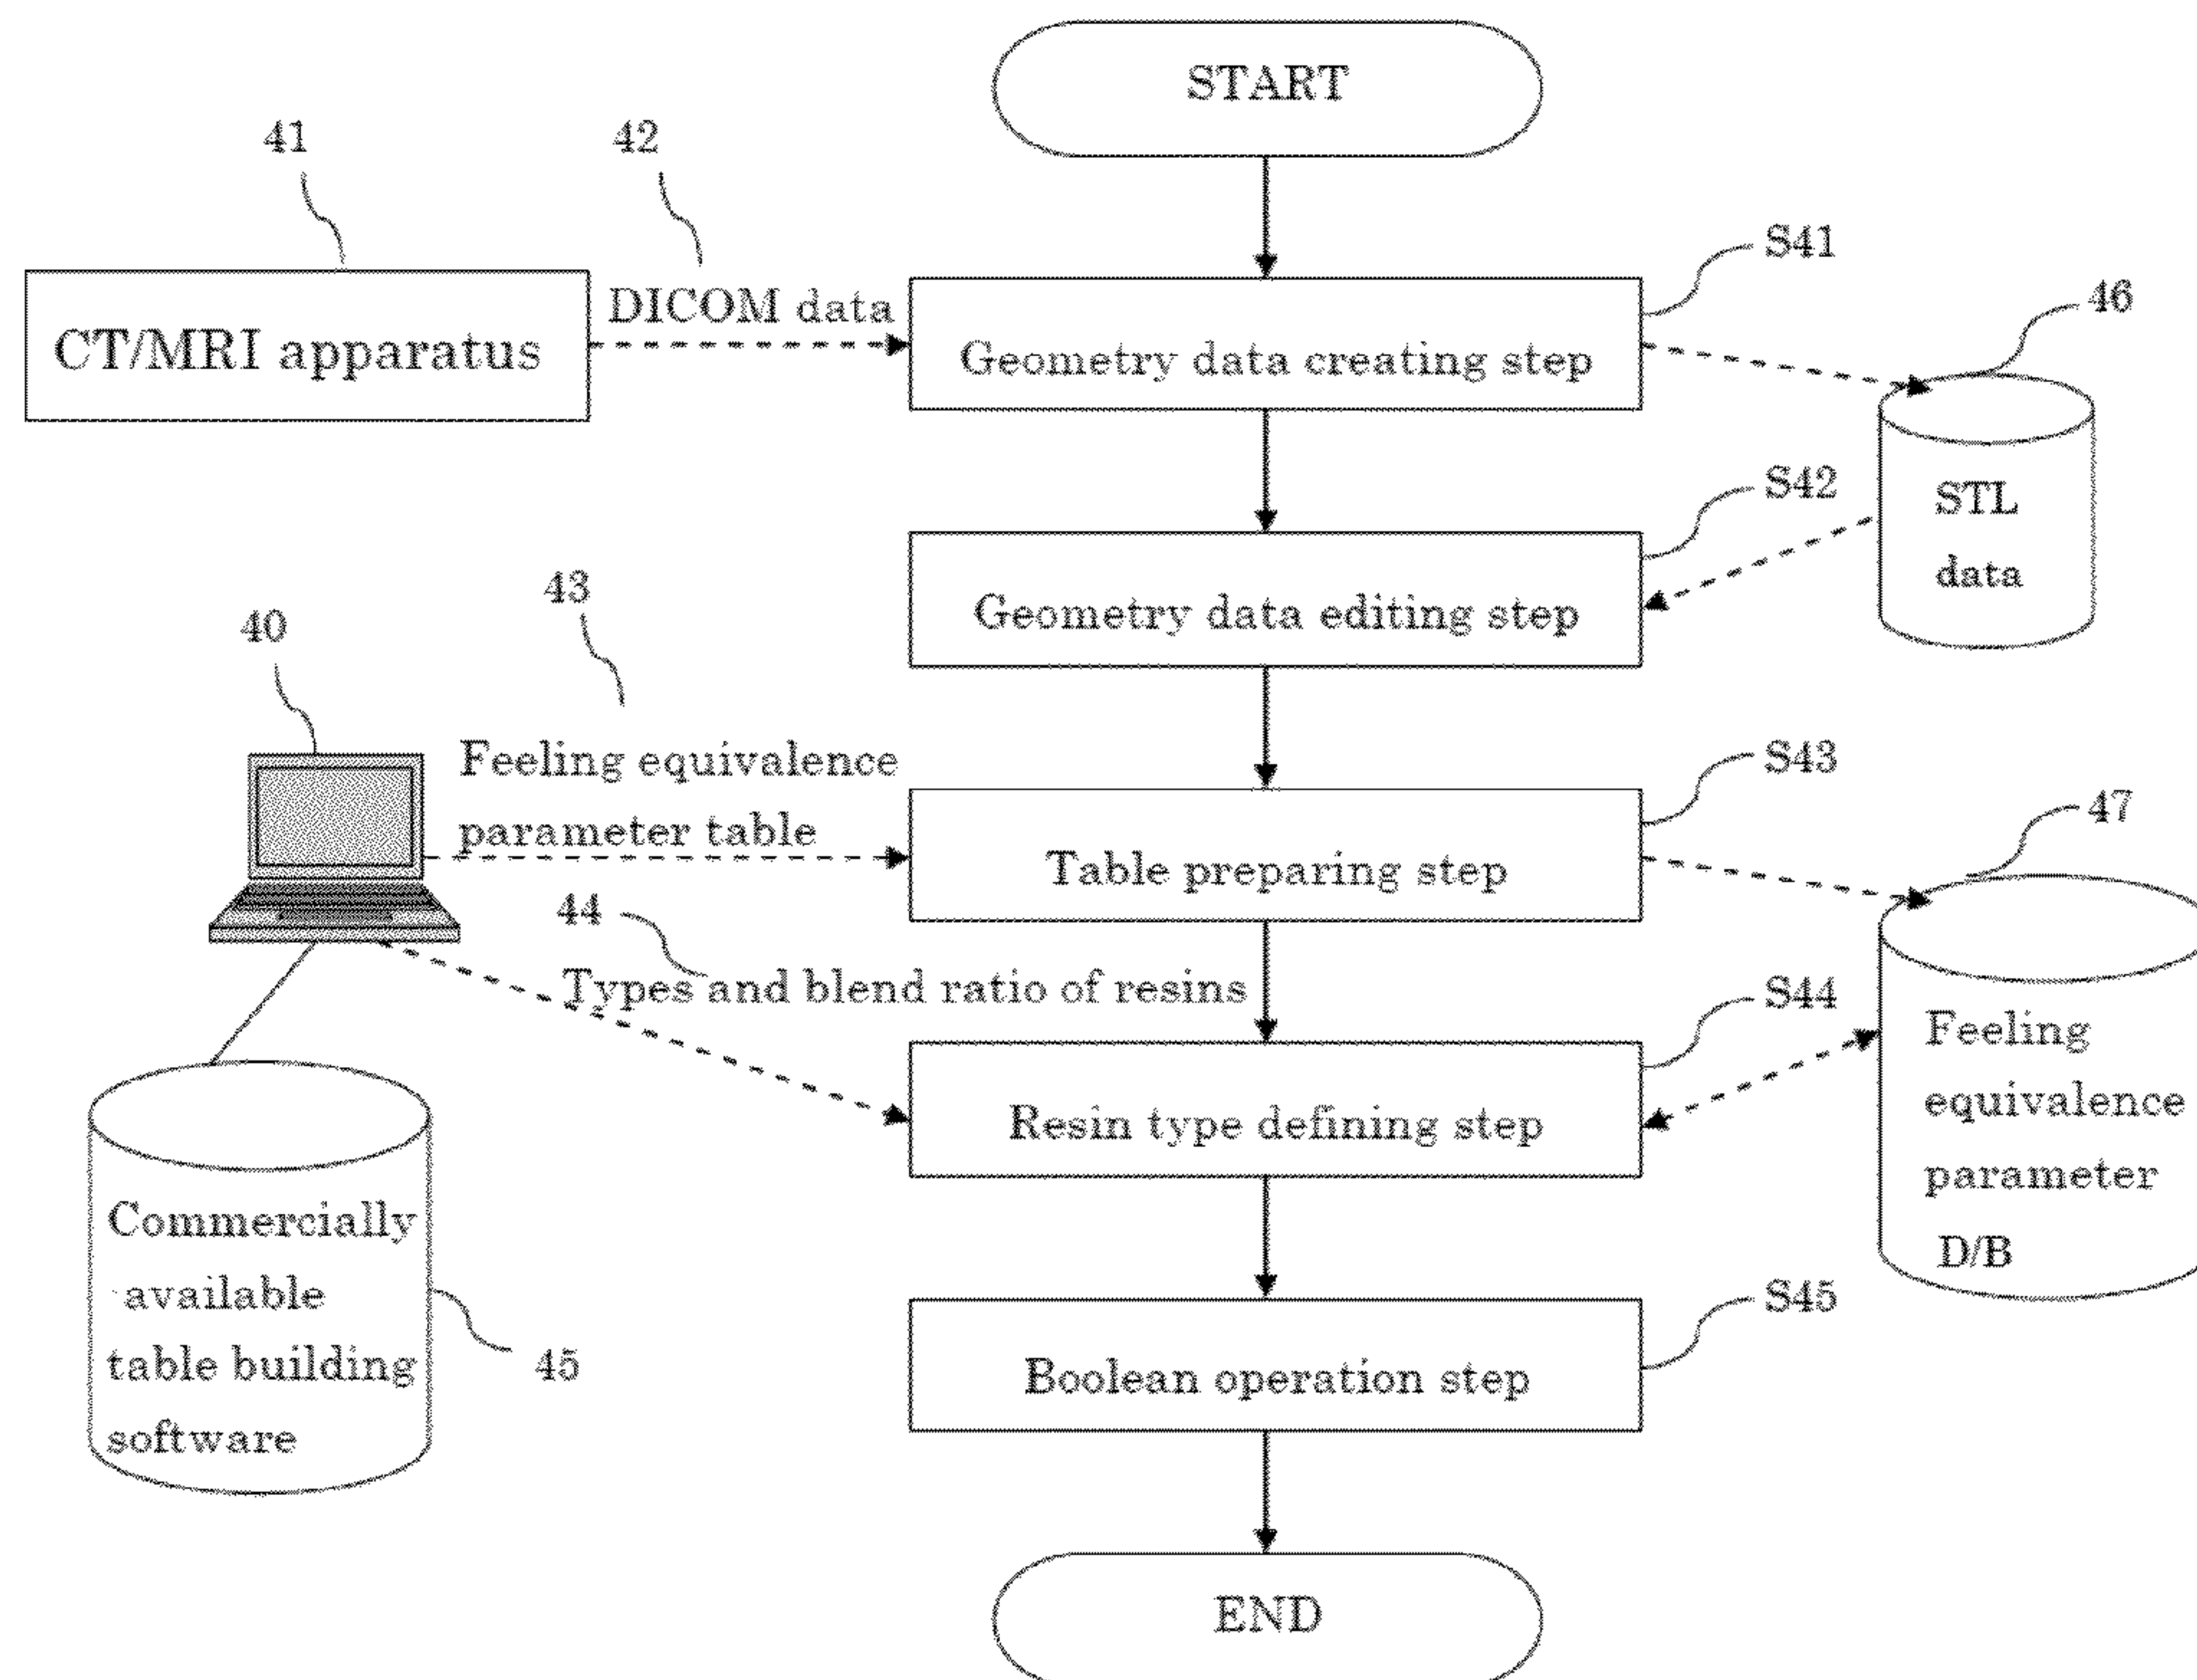 START
41
42
S41
DICOM data
CT/MRI apparatus
Geometry data creating step
46
S42
STL
data
43
Geometry data editing step
40
S43
Feeling equivalence
parameter table
47
Table preparing step
44
Types and blend ratio of resins
S44
Feeling
equivalence
parameter
D/B
Resin type defining step
Commercially
available
table building
software
45
S45
Boolean operation step
END